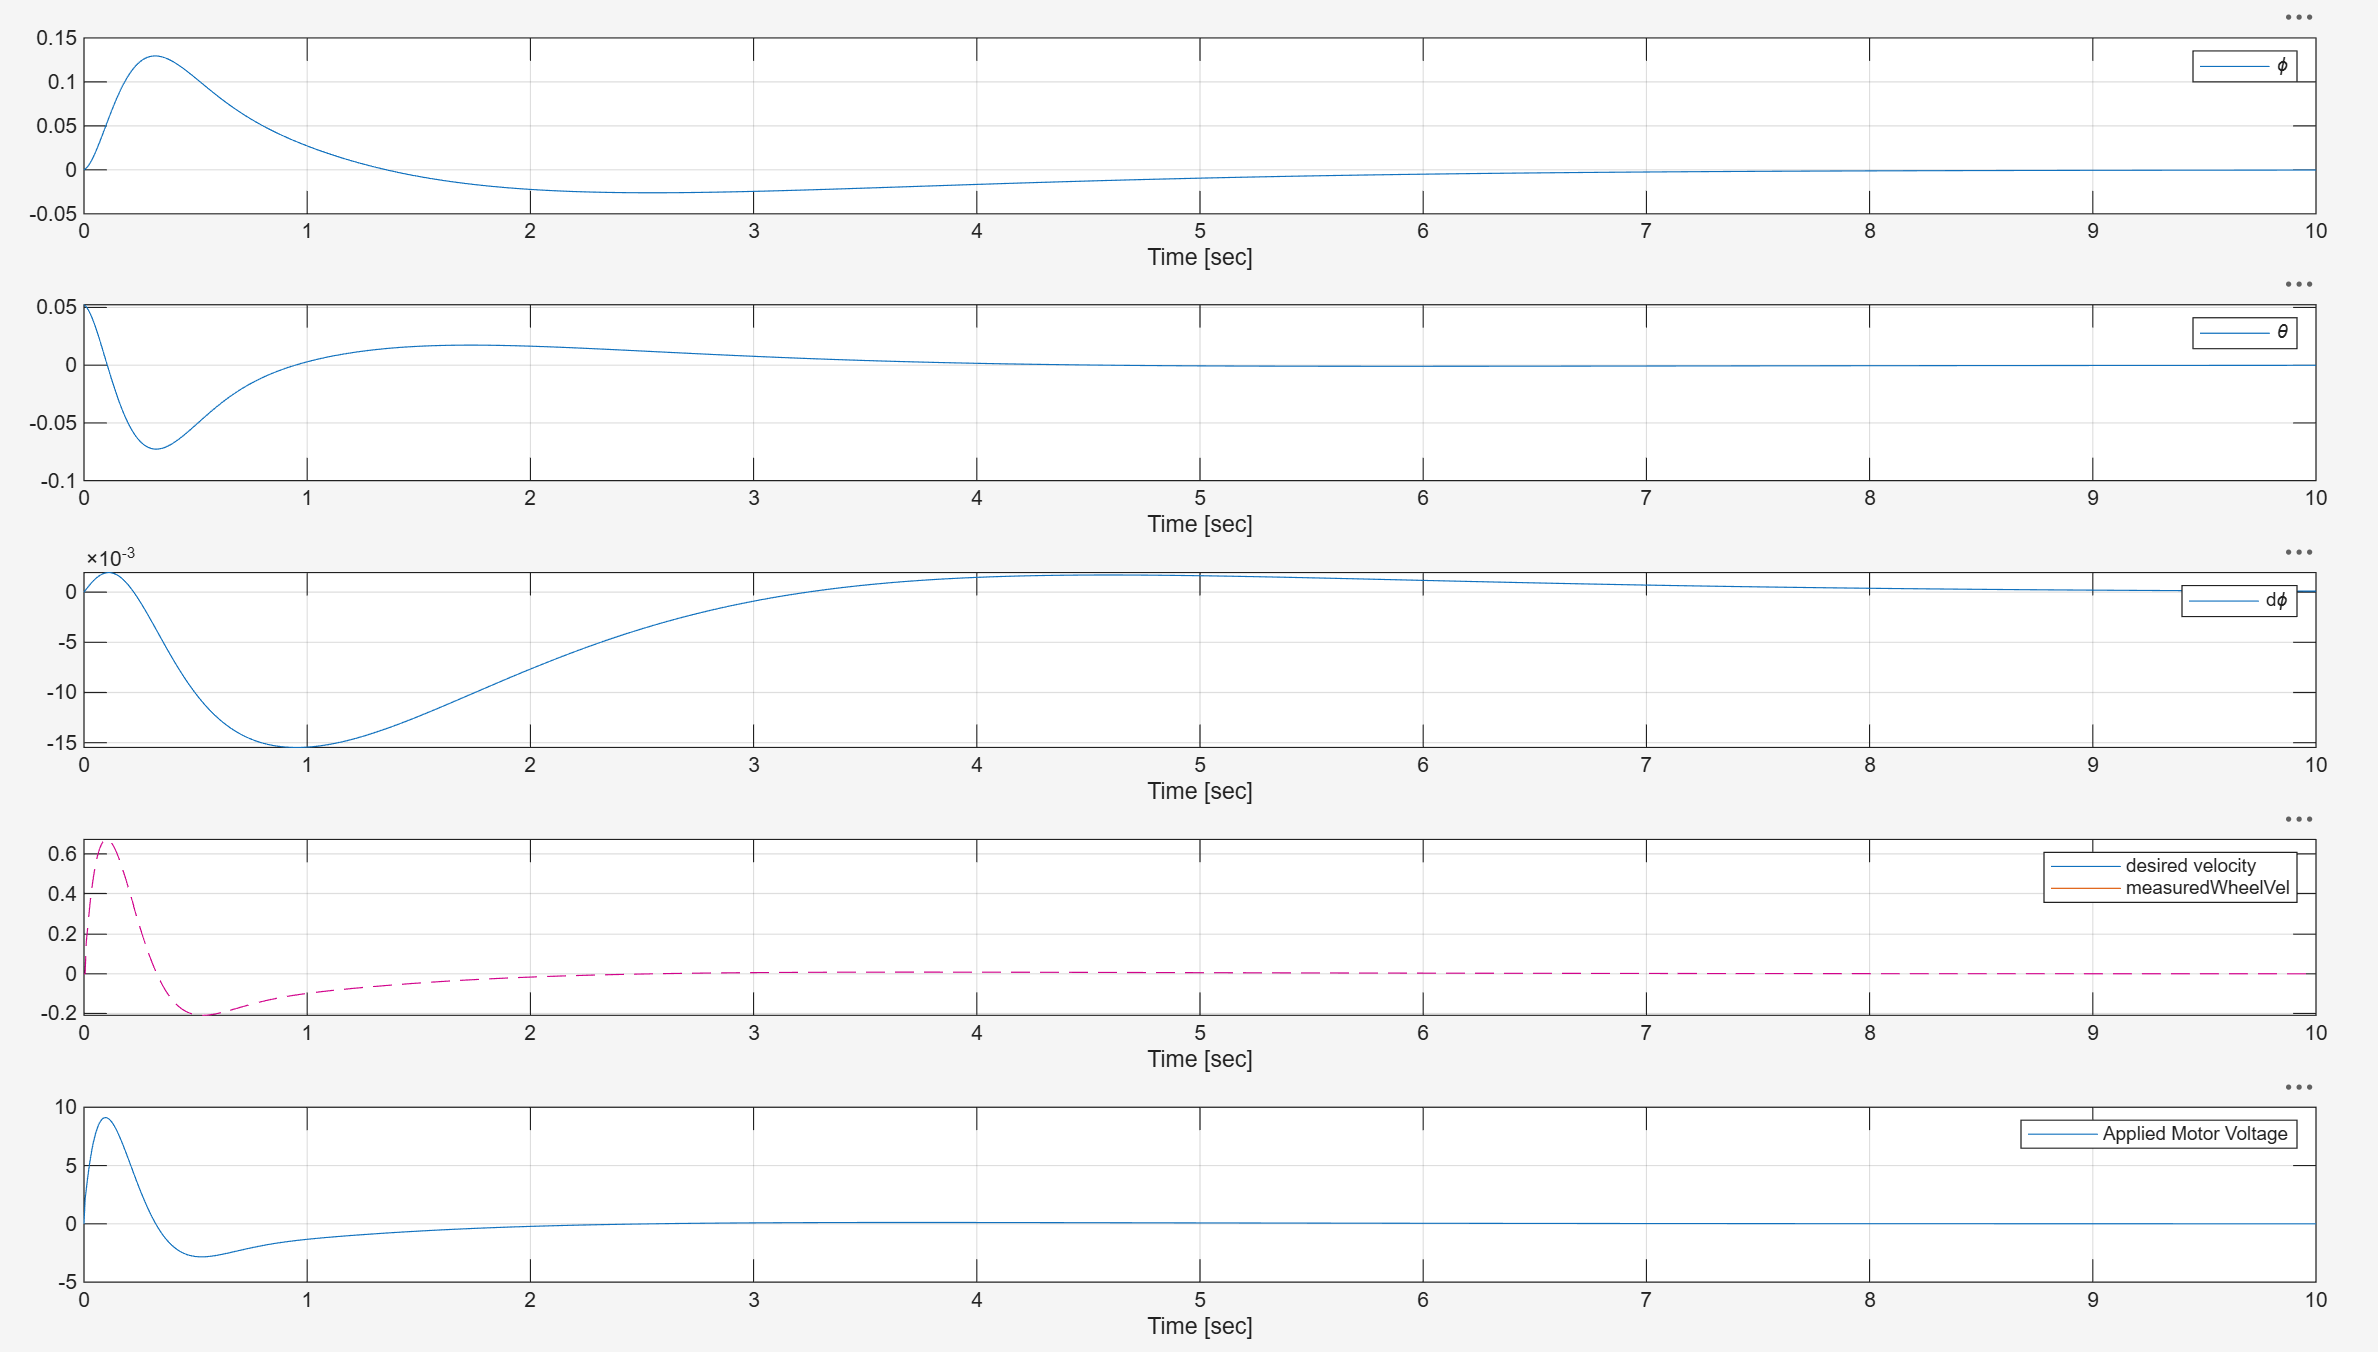 0.15
0.1
0.05
0
-0.05
0 1 2 3 4 5 6 7 8 9 10
Time [sec]
ϕ
0.05
0
-0.05
-0.1
0 1 2 3 4 5 6 7 8 9 10
Time [sec]
θ
×10-3
0
-5
-10
-15
0 1 2 3 4 5 6 7 8 9 10
Time [sec]
dϕ
0.6
0.4
0.2
0
-0.2
0 1 2 3 4 5 6 7 8 9 10
Time [sec]
desired velocity
measuredWheelVel
10
5
0
-5
0 1 2 3 4 5 6 7 8 9 10
Time [sec]
Applied Motor Voltage